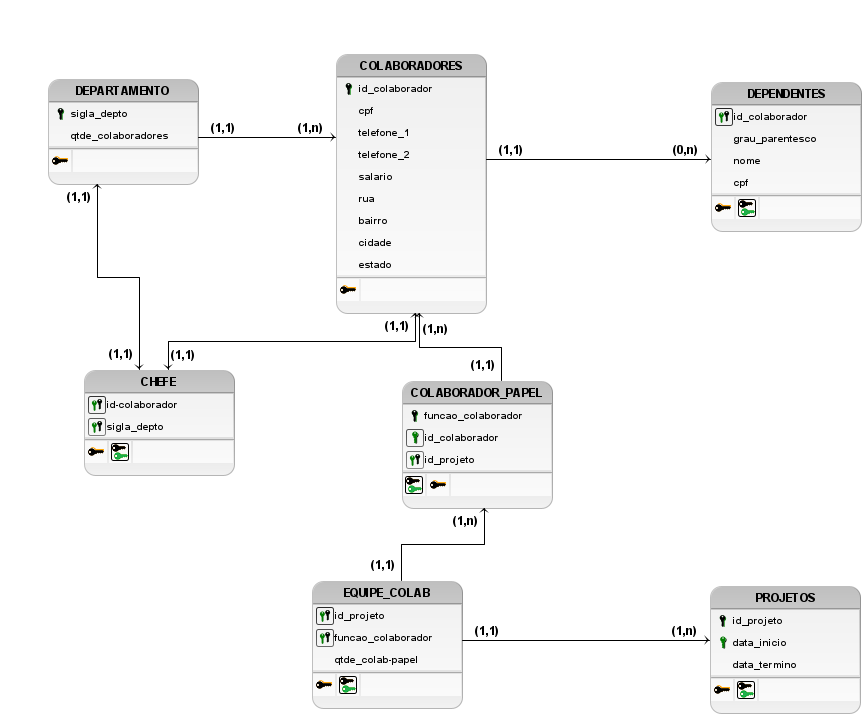 DEPARTAMENTO
sigla_depto
qtde_colaboradores
(1,1)
(1,n)
COLABORADORES
id_colaborador
cpf
telefone_1
telefone_2
salario
rua
bairro
cidade
estado
(1,1)
(0,n)
DEPENDENTES
id_colaborador
grau_parentesco
nome
cpf
(1,1)
(1,1)
(1,1)
(1,1)
(1,n)
(1,1)
CHEFE
id-colaborador
sigla_depto
COLABORADOR_PAPEL
funcao_colaborador
id_colaborador
id_projeto
(1,n)
(1,1)
EQUIPE_COLAB
id_projeto
funcao_colaborador
qtde_colab-papel
(1,1)
(1,n)
PROJETOS
id_projeto
data_inicio
data_termino